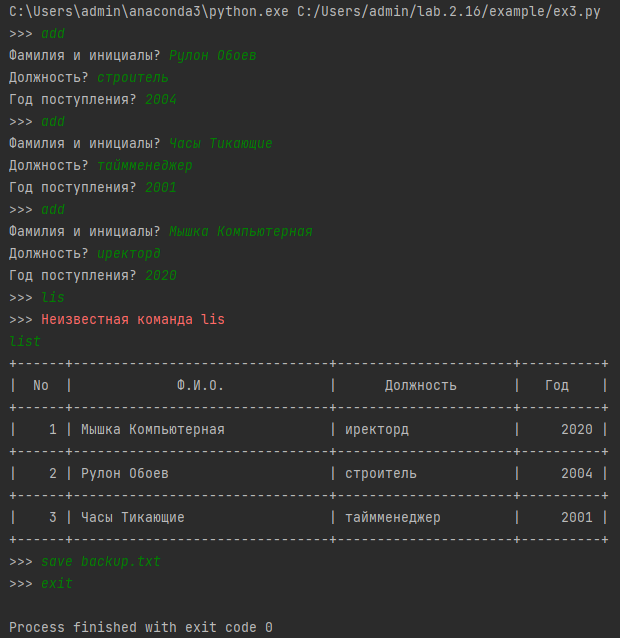 C:\Users\admin\anaconda3\python.exe C:/Users/admin/lab.2.16/example/ex3.py
>>> add
Фамилия и инициалы? Рулон Обоев
Должность? строитель
Год поступления? 2004
>>> add
Фамилия и инициалы? Часы Тикающие
Должность? таймменеджер
Год поступления? 2001
>>> add
Фамилия и инициалы? Мышка Компьютерная
Должность? иректорд
Год поступления? 2020
>>> lis
>>> Неизвестная команда lis
list
+------+--------------------------------+----------------------+----------+
|  No  |             Ф.И.О.             |      Должность       |   Год    |
+------+--------------------------------+----------------------+----------+
|    1 | Мышка Компьютерная             | иректорд             |     2020 |
+------+--------------------------------+----------------------+----------+
|    2 | Рулон Обоев                    | строитель            |     2004 |
+------+--------------------------------+----------------------+----------+
|    3 | Часы Тикающие                  | таймменеджер         |     2001 |
+------+--------------------------------+----------------------+----------+
>>> save backup.txt
>>> exit
Process finished with exit code 0